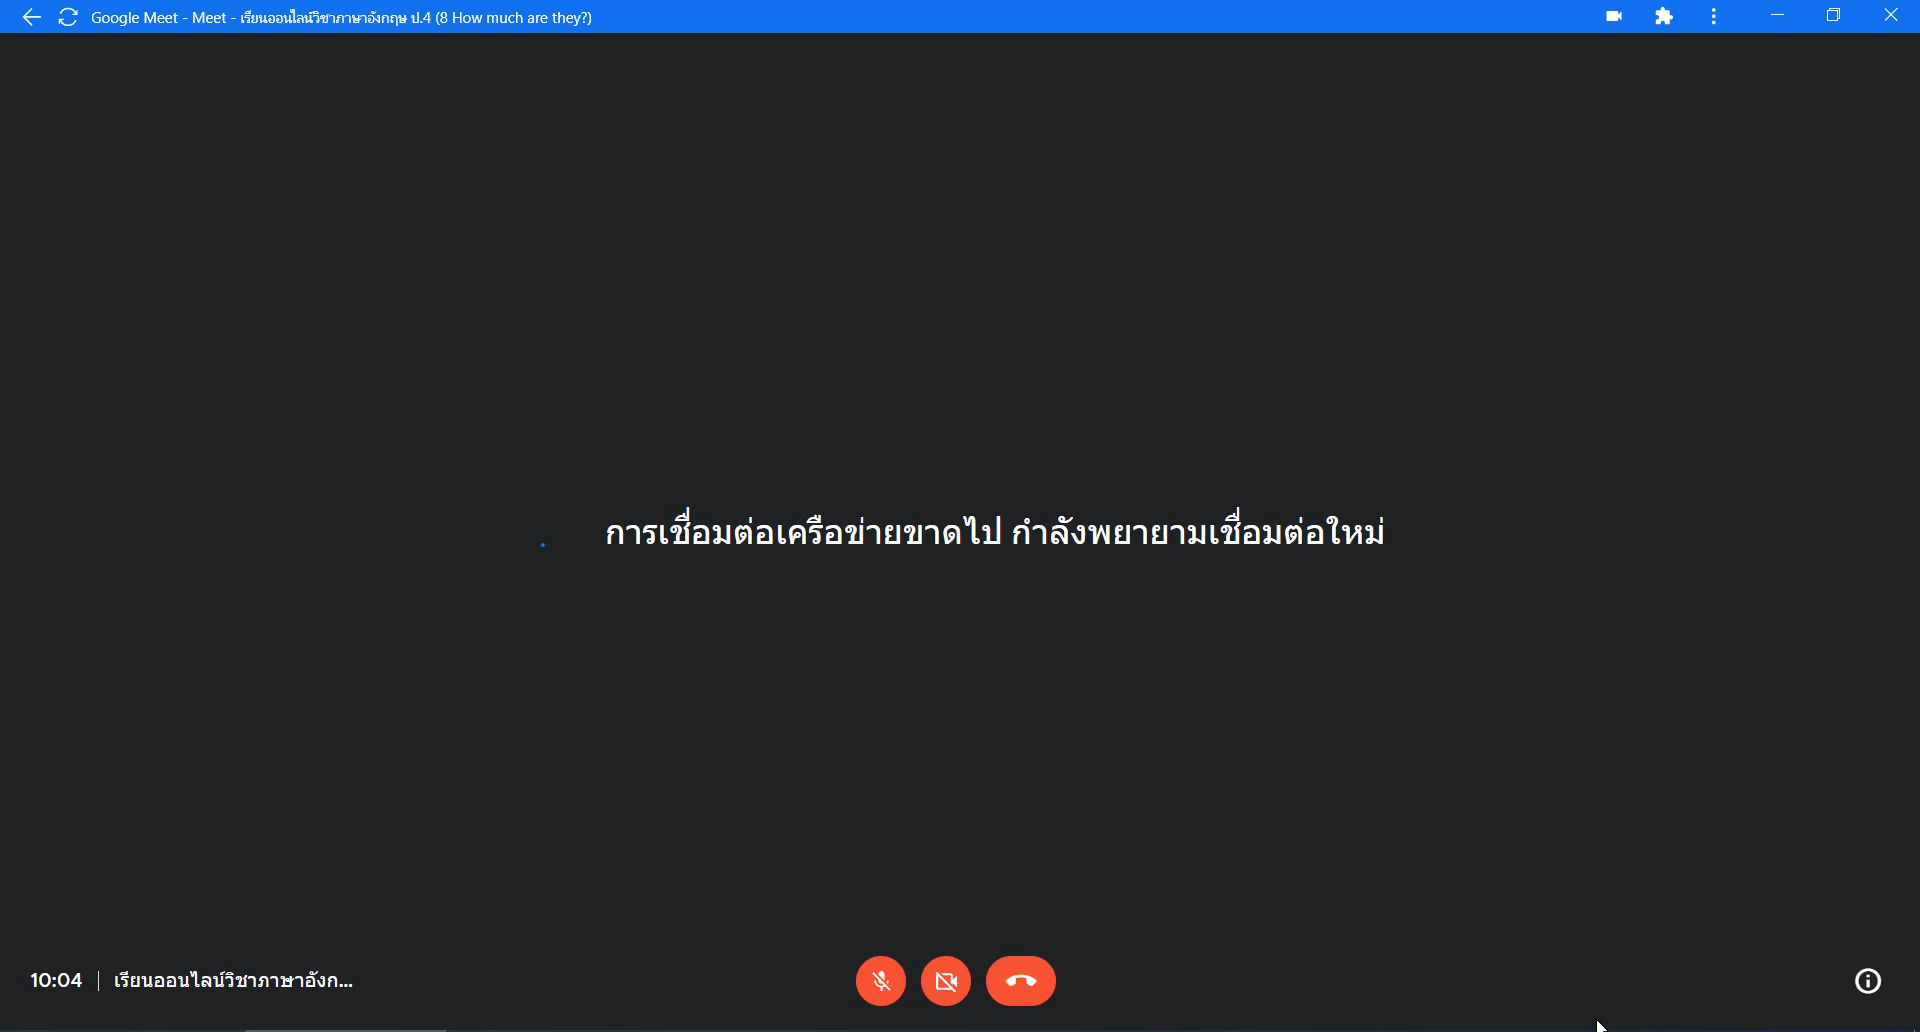 Google Meet - Meet - เรียนออนไลน์วิชาภาษาอังกฤษ ป.4 (8 How much are they?)
การเชื่อมต่อเครือข่ายขาดไป กำลังพยายามเชื่อมต่อใหม่
10:04 | เรียนออนไลน์วิชาภาษาอังก...